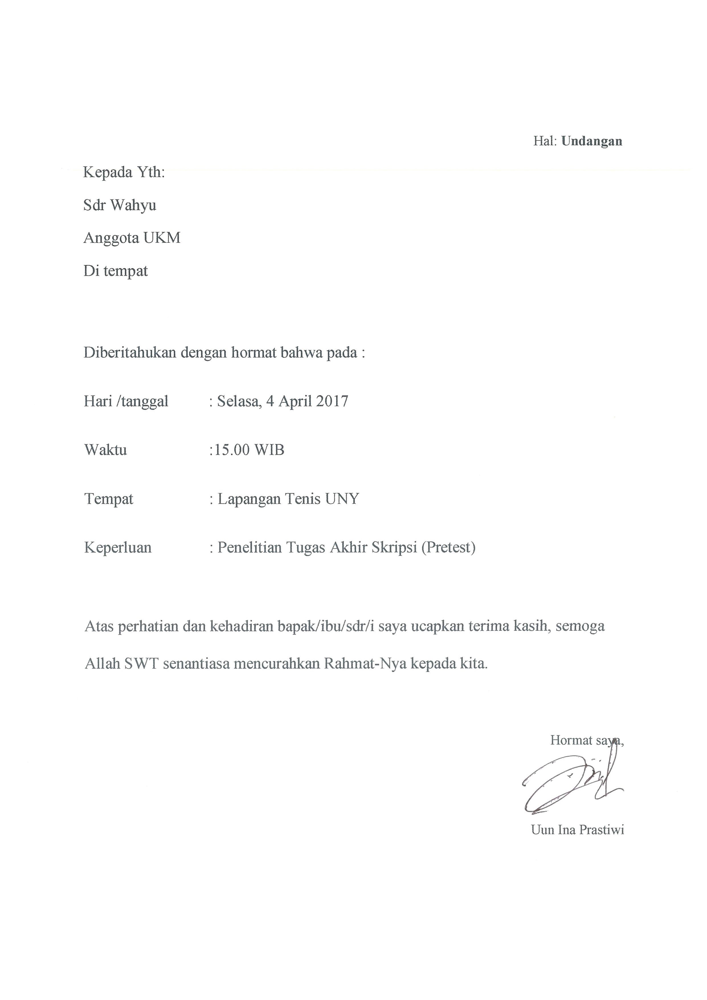 Hal: Undangan
Kepada Yth:
Sdr Wahyu
Anggota UKM
Di tempat
Diberitahukan dengan hormat bahwa pada :
Hari /tanggal : Selasa, 4 April 2017
Waktu :15.00 WIB
Tempat : Lapangan Tenis UNY
Keperluan : Penelitian Tugas Akhir Skripsi (Pretest)
Atas perhatian dan kehadiran bapak/ibu/sdr/i saya ucapkan terima kasih, semoga
Allah SWT senantiasa mencurahkan Rahmat-Nya kepada kita.
Hormat saya,
Uun Ina Prastiwi